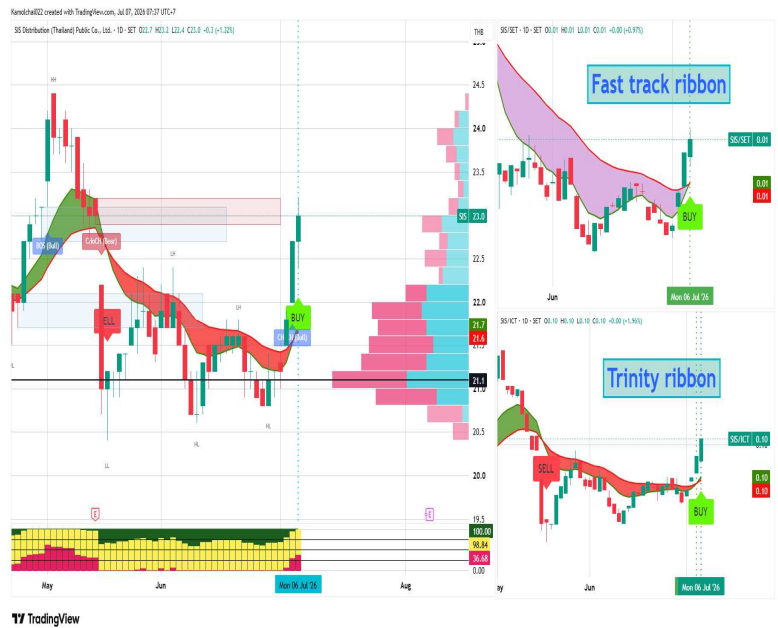 Kamolchai022 created with TradingView.com, Jul 07, 2026 07:37 UTC+7
SIS Distribution (Thailand) Public Co., Ltd. · 1D · SET O22.7 H23.2 L22.4 C23.0 +0.3 (+1.32%)
THB
24.5
24.0
23.5
SIS 23.0
22.5
22.0
21.7
21.6
21.1
20.5
20.0
19.5
100.00
98.84
36.68
0.00
HH
BOS (Bull)
CHoCH (Bear)
LH
LH
BUY
LL
HL
HL
E
E
May
Jun
Mon 06 Jul '26
Aug
SIS/SET · 1D · SET O0.01 H0.01 L0.01 C0.01 +0.00 (+0.97%)
Fast track ribbon
SIS/SET 0.01
0.01
0.01
BUY
Jun
Mon 06 Jul '26
SIS/ICT · 1D · SET O0.10 H0.10 L0.10 C0.10 +0.00 (+1.96%)
Trinity ribbon
SIS/ICT 0.10
0.10
0.10
SELL
BUY
Jun
Mon 06 Jul '26
TradingView